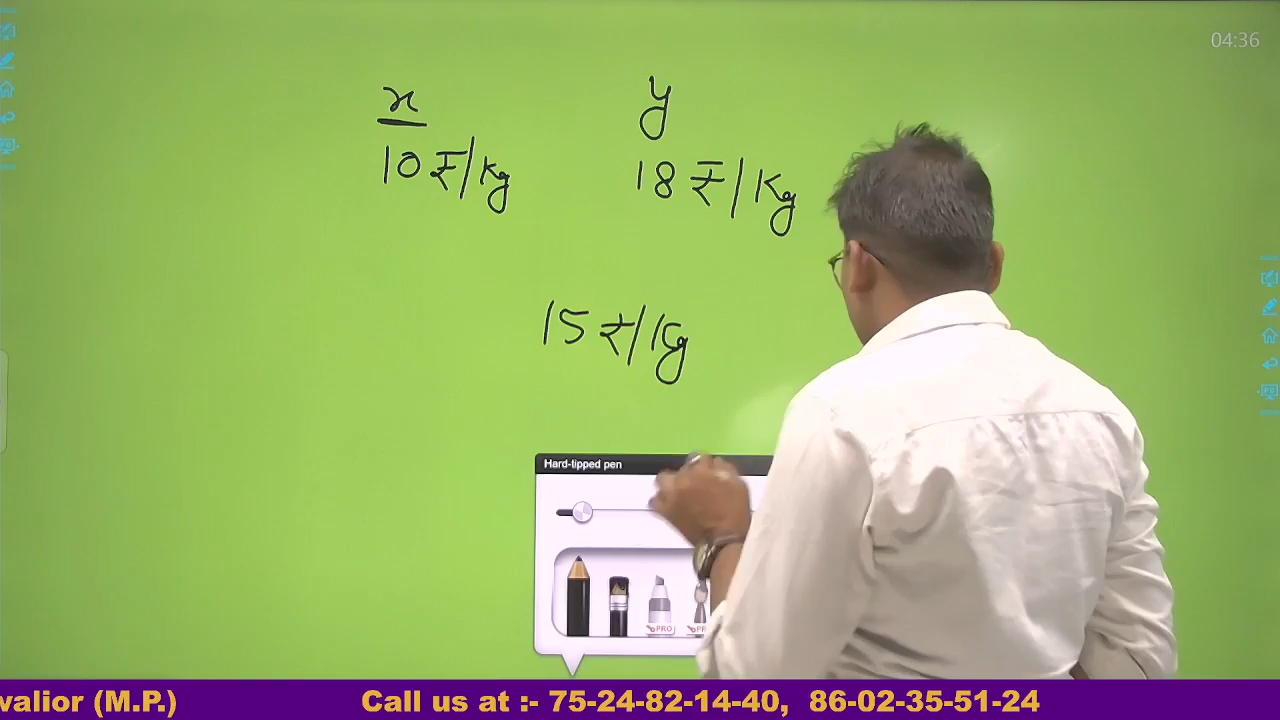 04:36
x y
10 ₹/Kg 18 ₹/Kg
15 ₹/Kg
Hard-tipped pen
PRO
valior (M.P.) Call us at :- 75-24-82-14-40, 86-02-35-51-24